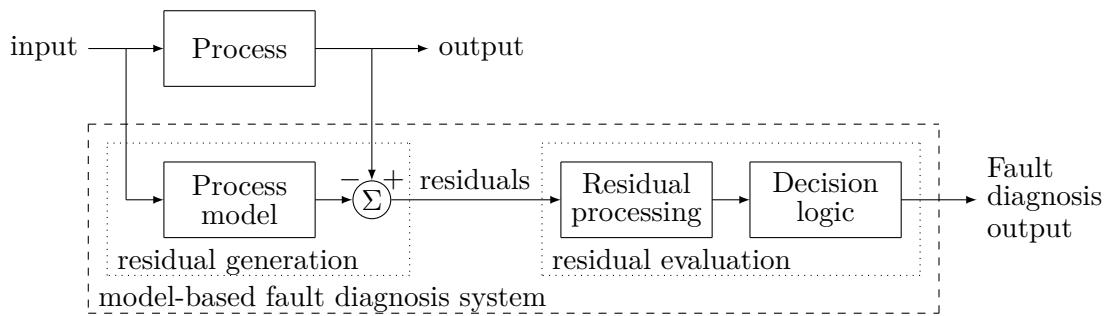 input
Process
output
Process
model
− +
Σ
residuals
Residual
processing
Decision
logic
Fault
diagnosis
output
residual generation
residual evaluation
model-based fault diagnosis system